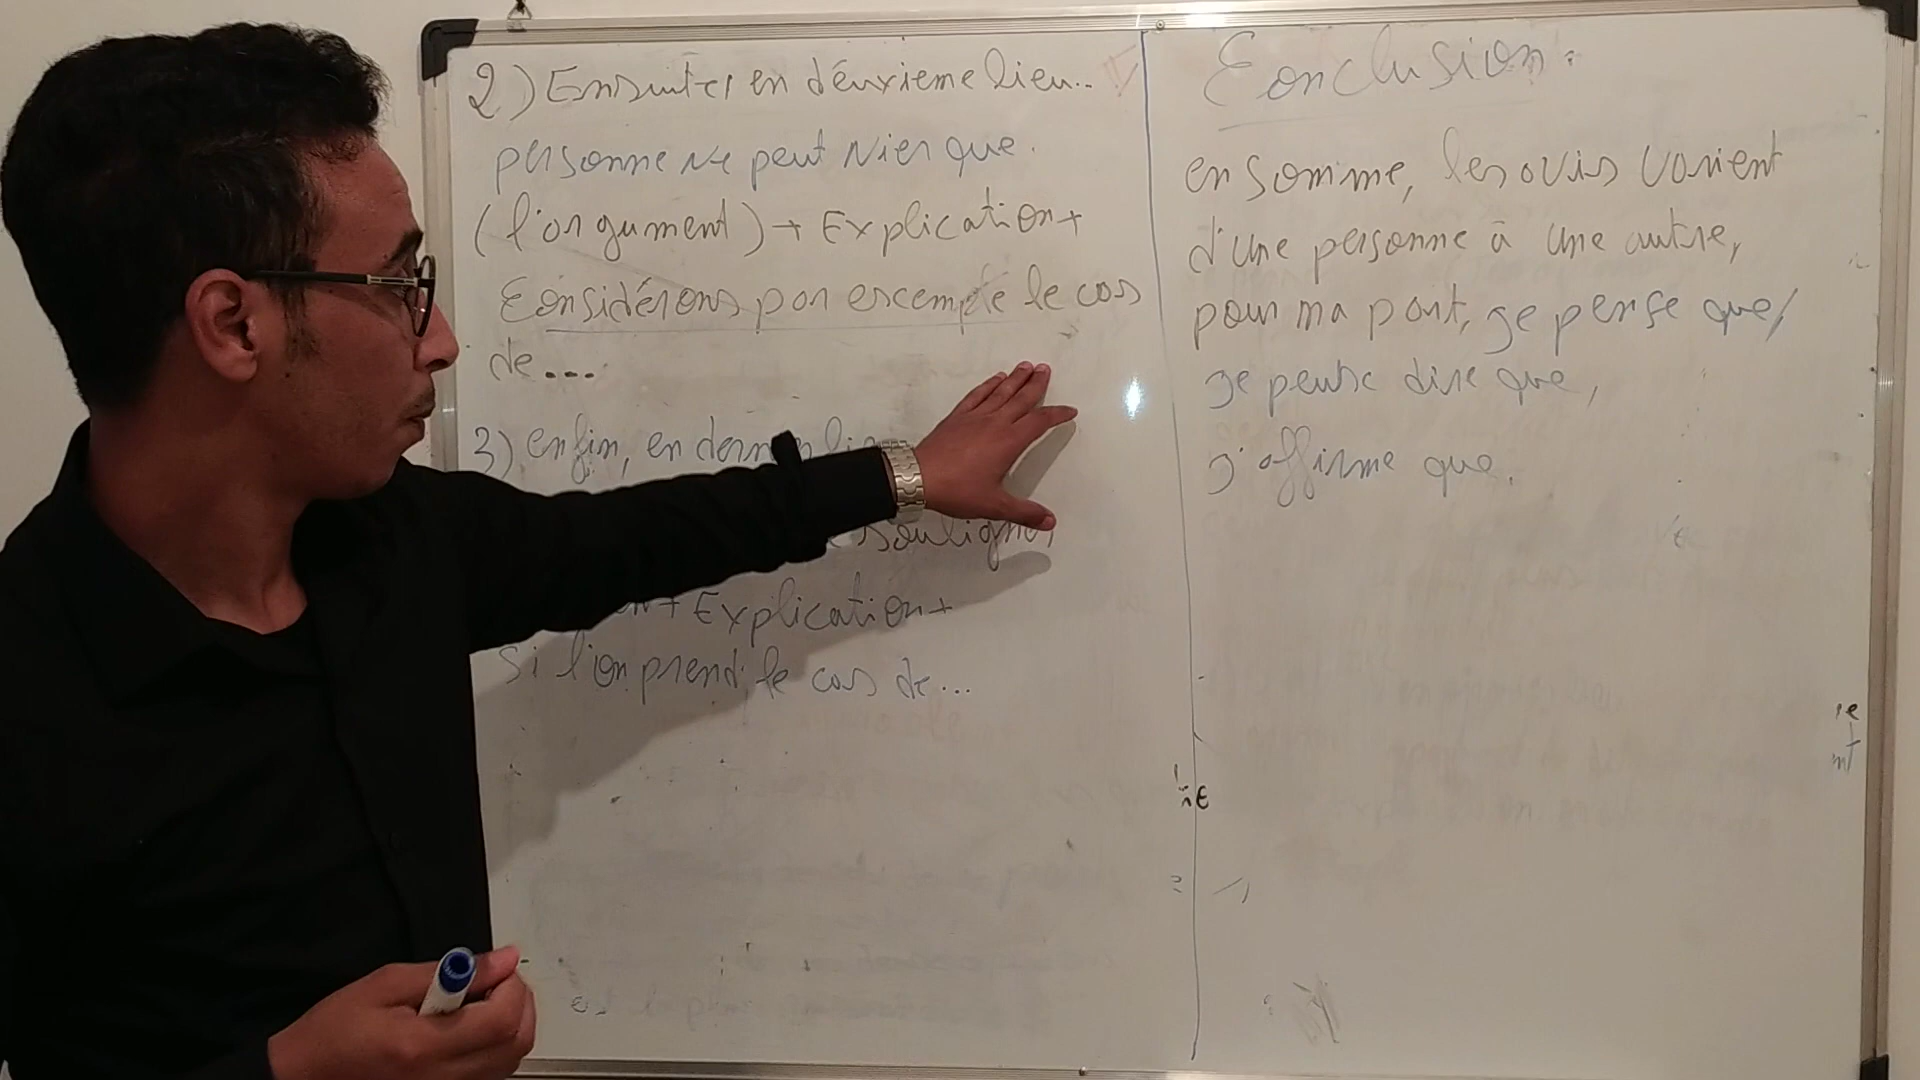 2) Ensuite, en déuxieme lieu..
personne ne peut Nier que.
(l'argument) + Explication+
Considérons par exemple le cas
de...
3) enfin, en
souligner
+ Explication+
Si l'on prend le cas de...
Conclusion:
en somme, les avis varient
d'une personne à une autre,
pour ma part, je pense que,
je peux dire que,
j'affirme que.